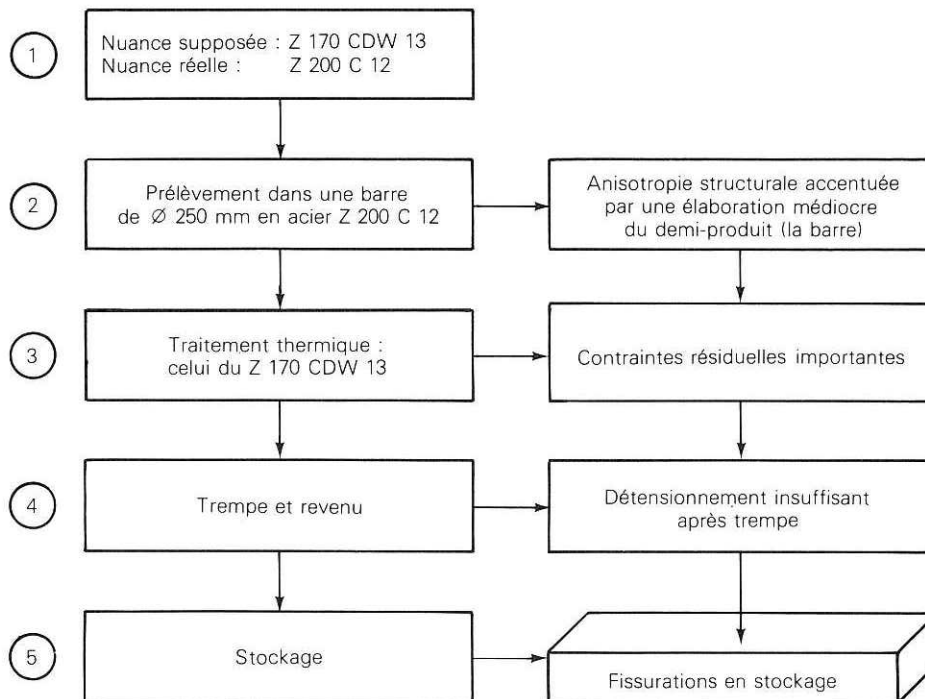 1
Nuance supposée : Z 170 CDW 13
Nuance réelle : Z 200 C 12
2
Prélèvement dans une barre
de Ø 250 mm en acier Z 200 C 12
Anisotropie structurale accentuée
par une élaboration médiocre
du demi-produit (la barre)
3
Traitement thermique :
celui du Z 170 CDW 13
Contraintes résiduelles importantes
4
Trempe et revenu
Détensionnement insuffisant
après trempe
5
Stockage
Fissurations en stockage